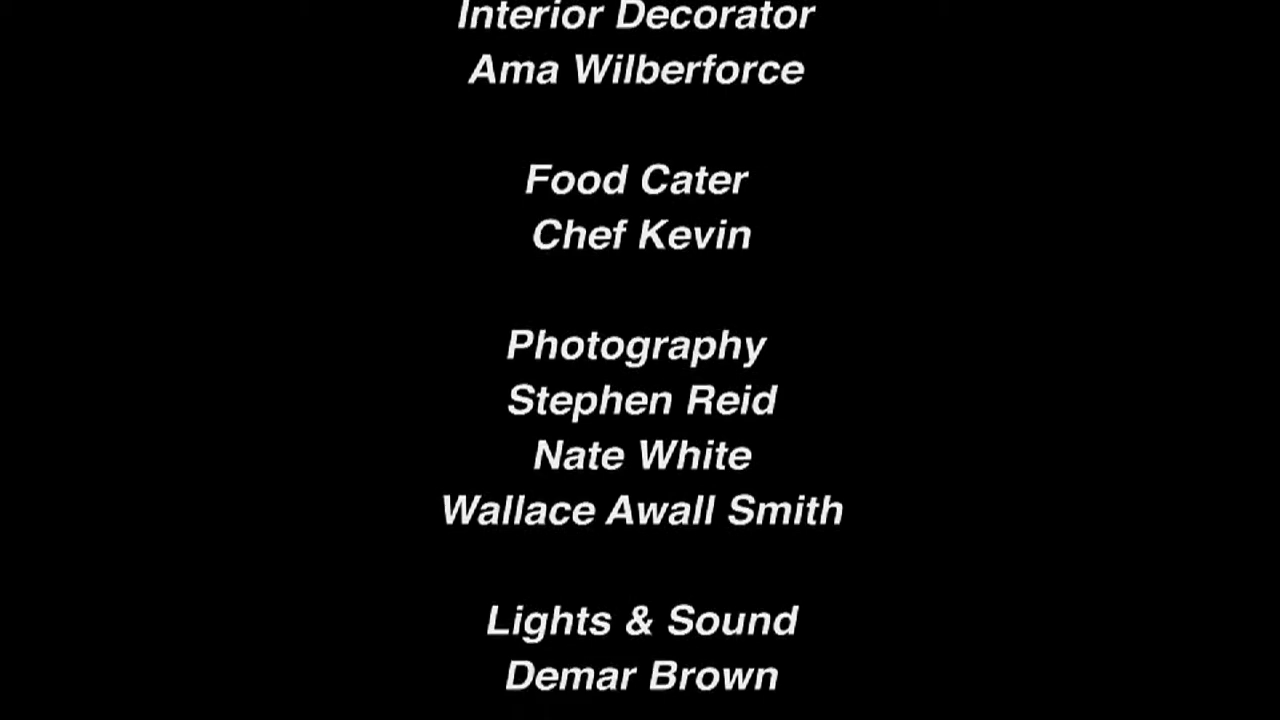 Interior Decorator
Ama Wilberforce
Food Cater
Chef Kevin
Photography
Stephen Reid
Nate White
Wallace Awall Smith
Lights & Sound
Demar Brown